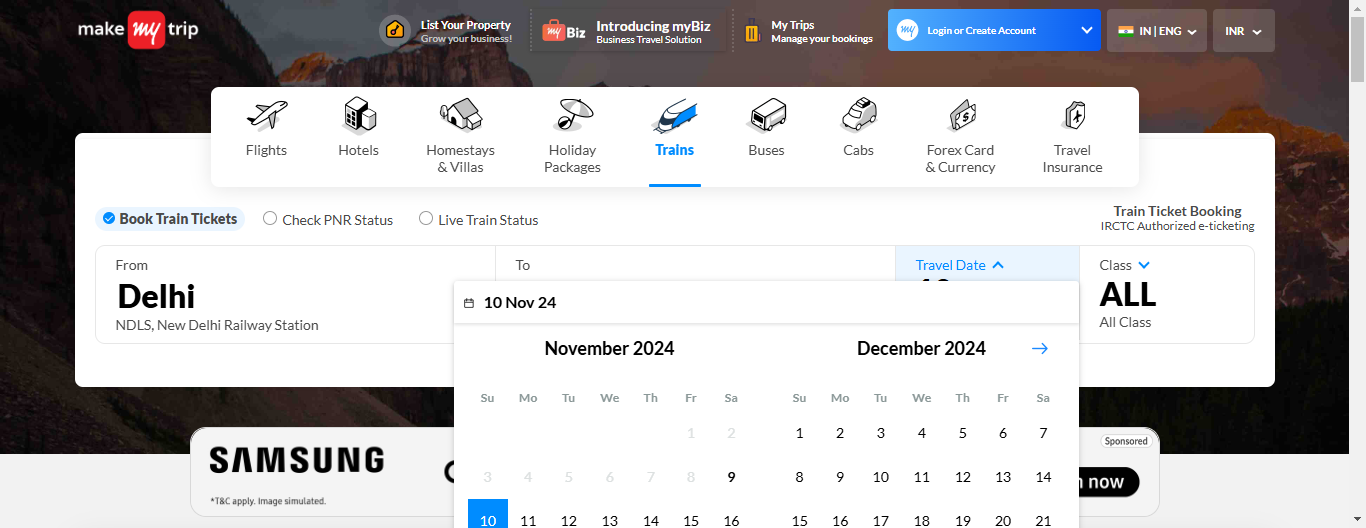 make my trip
List Your Property
Grow your business!
my Biz
Introducing myBiz
Business Travel Solution
My Trips
Manage your bookings
my
Login or Create Account
IN | ENG
INR
Flights
Hotels
Homestays
& Villas
Holiday
Packages
Trains
Buses
Cabs
Forex Card
& Currency
Travel
Insurance
Book Train Tickets
Check PNR Status
Live Train Status
Train Ticket Booking
IRCTC Authorized e-ticketing
From
Delhi
NDLS, New Delhi Railway Station
To
Travel Date
Class
ALL
All Class
10 Nov 24
November 2024
Su Mo Tu We Th Fr Sa
1 2
3 4 5 6 7 8 9
10 11 12 13 14 15 16
December 2024
Su Mo Tu We Th Fr Sa
1 2 3 4 5 6 7
8 9 10 11 12 13 14
15 16 17 18 19 20 21
SAMSUNG
*T&C apply. Image simulated.
Sponsored
now